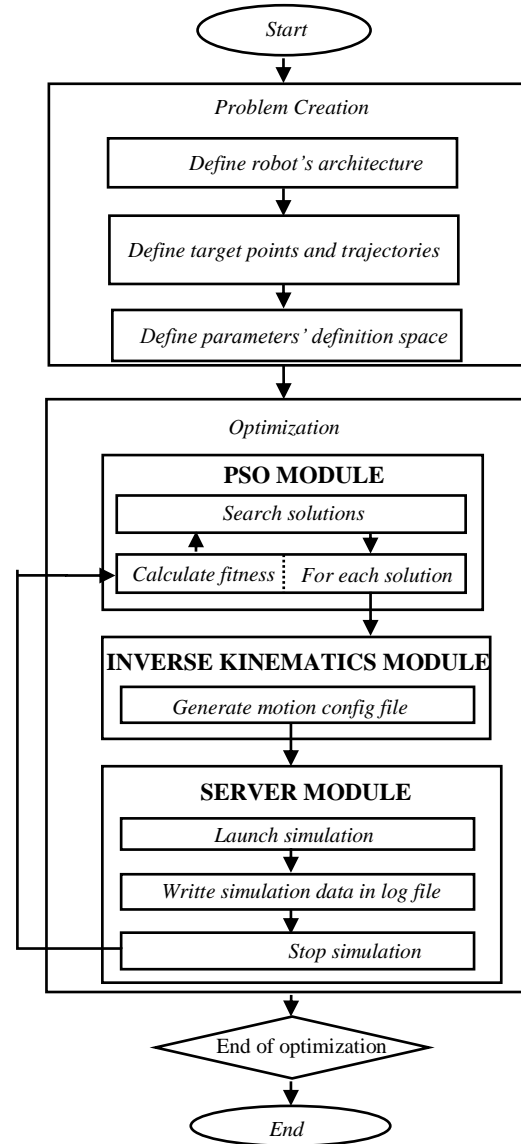 Start
Problem Creation
Define robot’s architecture
Define target points and trajectories
Define parameters’ definition space
Optimization
PSO MODULE
Search solutions
Calculate fitness
For each solution
INVERSE KINEMATICS MODULE
Generate motion config file
SERVER MODULE
Launch simulation
Writte simulation data in log file
Stop simulation
End of optimization
End